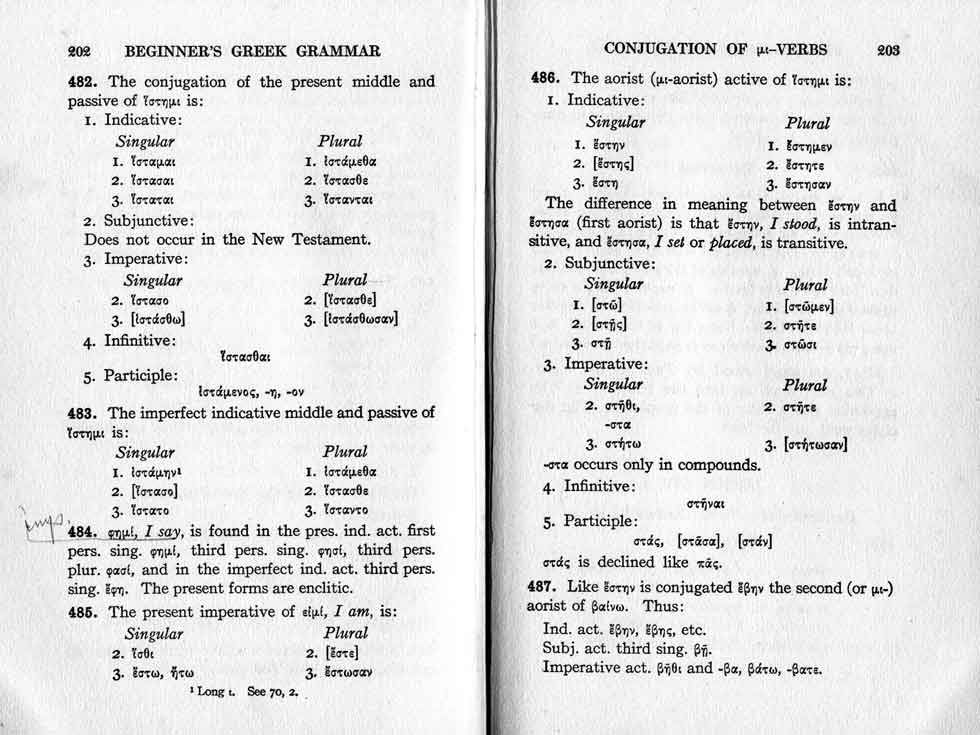 202 BEGINNER'S GREEK GRAMMAR
482. The conjugation of the present middle and
passive of ἵστημι is:
1. Indicative:
Singular Plural
1. ἵσταμαι 1. ἱστάμεθα
2. ἵστασαι 2. ἵστασθε
3. ἵσταται 3. ἵστανται
2. Subjunctive:
Does not occur in the New Testament.
3. Imperative:
Singular Plural
2. ἵστασο 2. [ἵστασθε]
3. [ἱστάσθω] 3. [ἱστάσθωσαν]
4. Infinitive:
ἵστασθαι
5. Participle:
ἱστάμενος, -η, -ον
483. The imperfect indicative middle and passive of
ἵστημι is:
Singular Plural
1. ἱστάμην¹ 1. ἱστάμεθα
2. [ἵστασο] 2. ἵστασθε
3. ἵστατο 3. ἵσταντο
484. φημί, I say, is found in the pres. ind. act. first
pers. sing. φημί, third pers. sing. φησί, third pers.
plur. φασί, and in the imperfect ind. act. third pers.
sing. ἔφη. The present forms are enclitic.
485. The present imperative of εἰμί, I am, is:
Singular Plural
2. ἴσθι 2. [ἔστε]
3. ἔστω, ἤτω 3. ἔστωσαν
¹ Long ι. See 70, 2.
CONJUGATION OF μι-VERBS 203
486. The aorist (μι-aorist) active of ἵστημι is:
1. Indicative:
Singular Plural
1. ἔστην 1. ἔστημεν
2. [ἔστης] 2. ἔστητε
3. ἔστη 3. ἔστησαν
The difference in meaning between ἔστην and
ἔστησα (first aorist) is that ἔστην, I stood, is intran-
sitive, and ἔστησα, I set or placed, is transitive.
2. Subjunctive:
Singular Plural
1. [στῶ] 1. [στῶμεν]
2. [στῇς] 2. στῆτε
3. στῇ 3. στῶσι
3. Imperative:
Singular Plural
2. στῆθι, 2. στῆτε
-στα
3. στήτω 3. [στήτωσαν]
-στα occurs only in compounds.
4. Infinitive:
στῆναι
5. Participle:
στάς, [στᾶσα], [στάν]
στάς is declined like πᾶς.
487. Like ἔστην is conjugated ἔβην the second (or μι-)
aorist of βαίνω. Thus:
Ind. act. ἔβην, ἔβης, etc.
Subj. act. third sing. βῇ.
Imperative act. βῆθι and -βα, βάτω, -βατε.